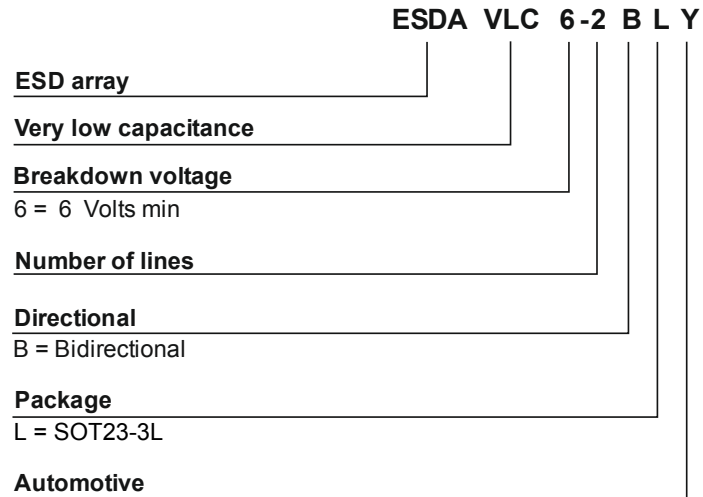 ESDA VLC 6-2 B L Y
ESD array
Very low capacitance
Breakdown voltage
6 = 6 Volts min
Number of lines
Directional
B = Bidirectional
Package
L = SOT23-3L
Automotive